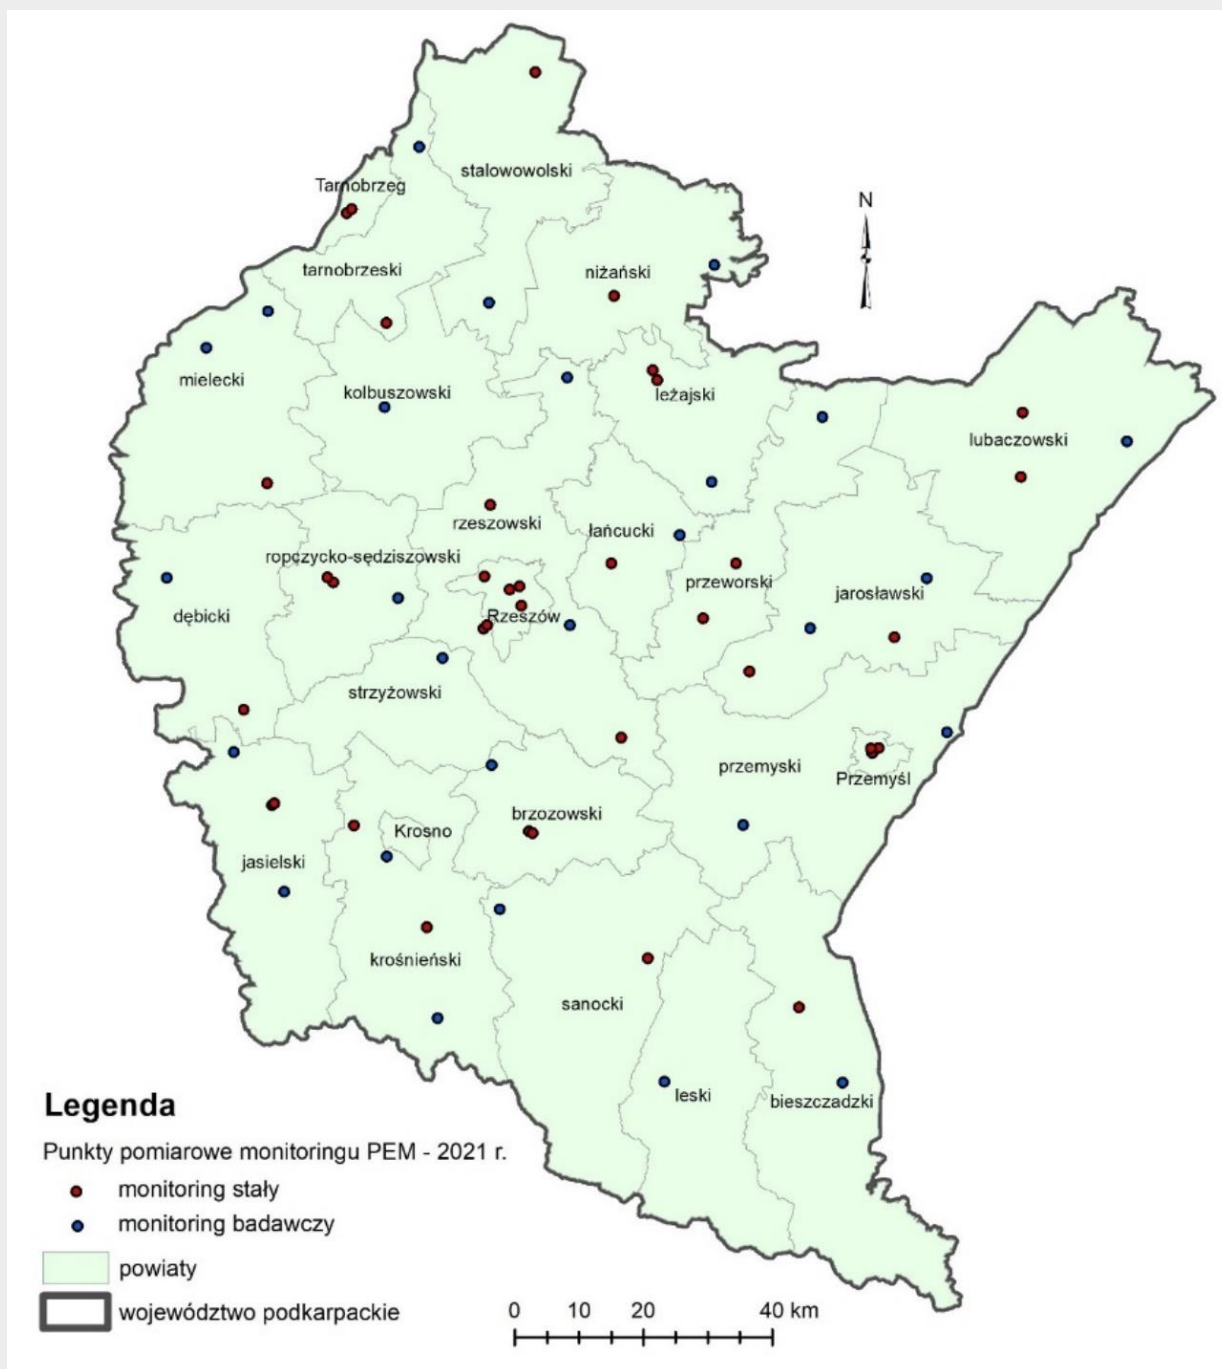 stalowowolski
Tarnobrzeg
N
tarnobrzeski
niżański
mielecki
kolbuszowski
leżajski
lubaczowski
rzeszowski
łańcucki
ropczycko-sędziszowski
przeworski
jarosławski
dębicki
Rzeszów
strzyżowski
przemyski
Przemyśl
brzozowski
Krosno
jasielski
krośnieński
sanocki
leski
bieszczadzki
Legenda
Punkty pomiarowe monitoringu PEM - 2021 r.
monitoring stały
monitoring badawczy
powiaty
województwo podkarpackie
0 10 20 40 km